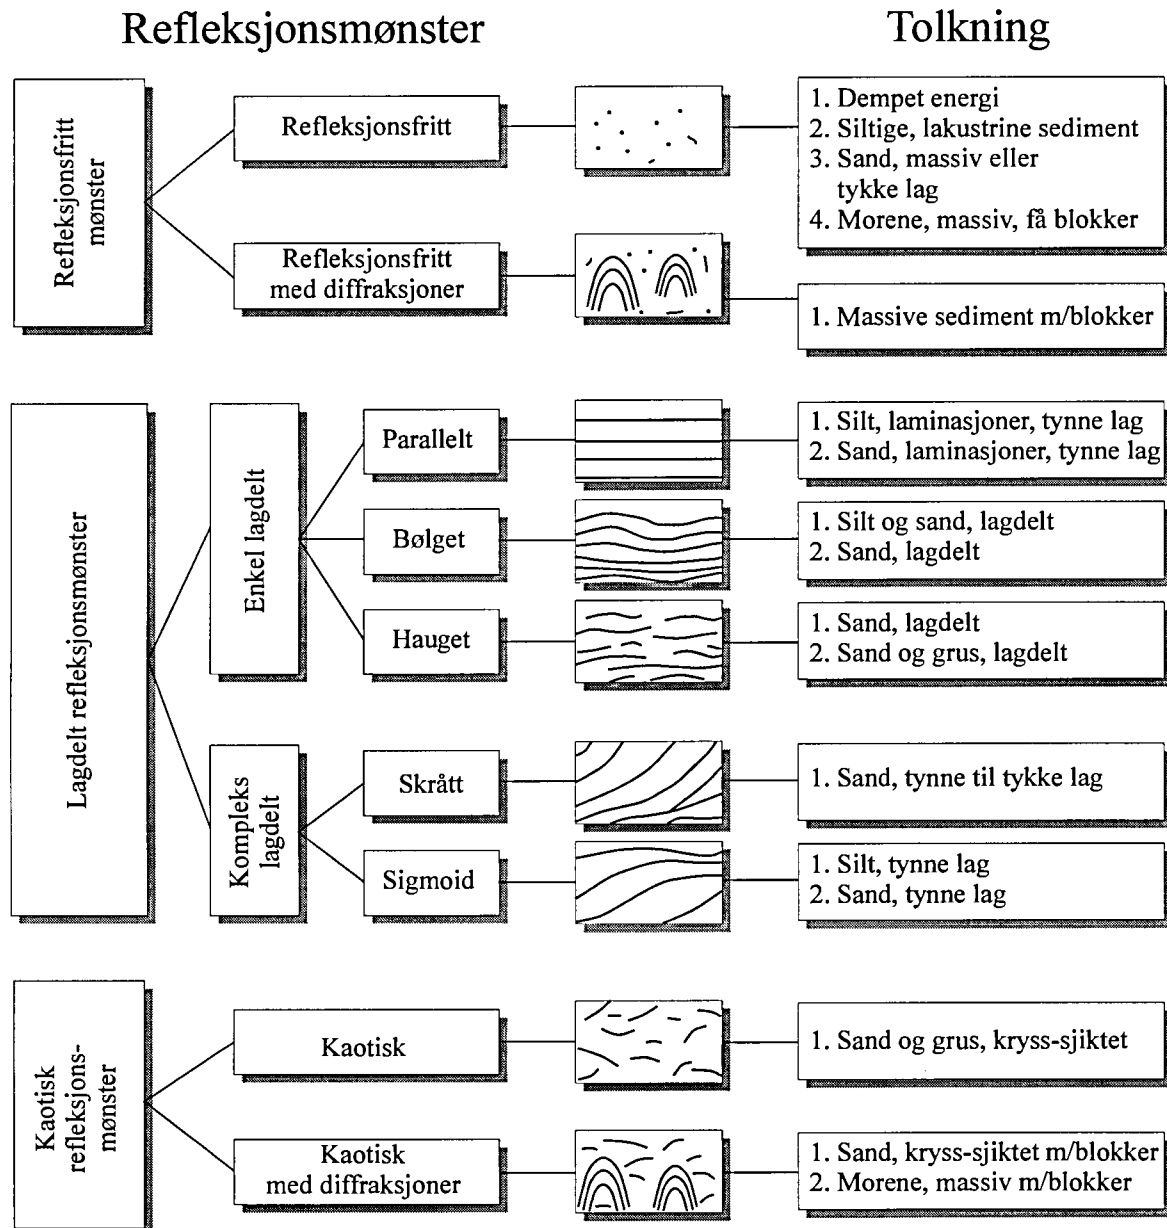 Refleksjonsmønster
Tolkning
Refleksjonsfritt
mønster
Refleksjonsfritt
1. Dempet energi
2. Siltige, lakustrine sediment
3. Sand, massiv eller
tykke lag
4. Morene, massiv, få blokker
Refleksjonsfritt
med diffraksjoner
1. Massive sediment m/blokker
Lagdelt refleksjonsmønster
Enkel lagdelt
Parallelt
1. Silt, laminasjoner, tynne lag
2. Sand, laminasjoner, tynne lag
Bølget
1. Silt og sand, lagdelt
2. Sand, lagdelt
Hauget
1. Sand, lagdelt
2. Sand og grus, lagdelt
Kompleks
lagdelt
Skrått
1. Sand, tynne til tykke lag
Sigmoid
1. Silt, tynne lag
2. Sand, tynne lag
Kaotisk
refleksjons-
mønster
Kaotisk
1. Sand og grus, kryss-sjiktet
Kaotisk
med diffraksjoner
1. Sand, kryss-sjiktet m/blokker
2. Morene, massiv m/blokker